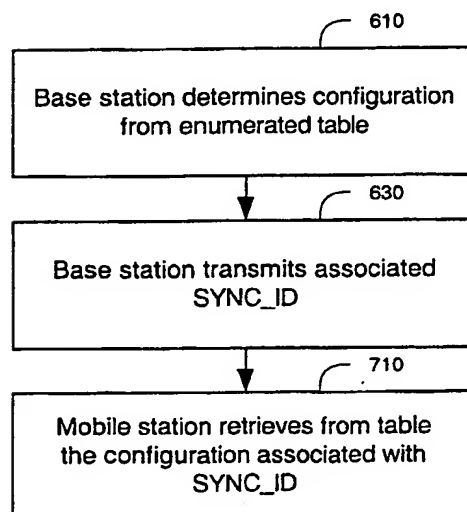 610
Base station determines configuration
from enumerated table
630
Base station transmits associated
SYNC_ID
710
Mobile station retrieves from table
the configuration associated with
SYNC_ID